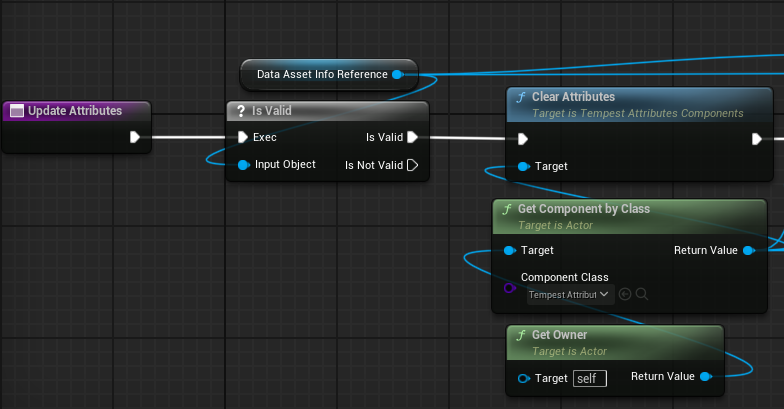 Data Asset Info Reference
Update Attributes
? Is Valid
Exec
Is Valid
Input Object
Is Not Valid
f Clear Attributes
Target is Tempest Attributes Components
Target
f Get Component by Class
Target is Actor
Target
Return Value
Component Class
Tempest Attribut
f Get Owner
Target is Actor
Target
self
Return Value